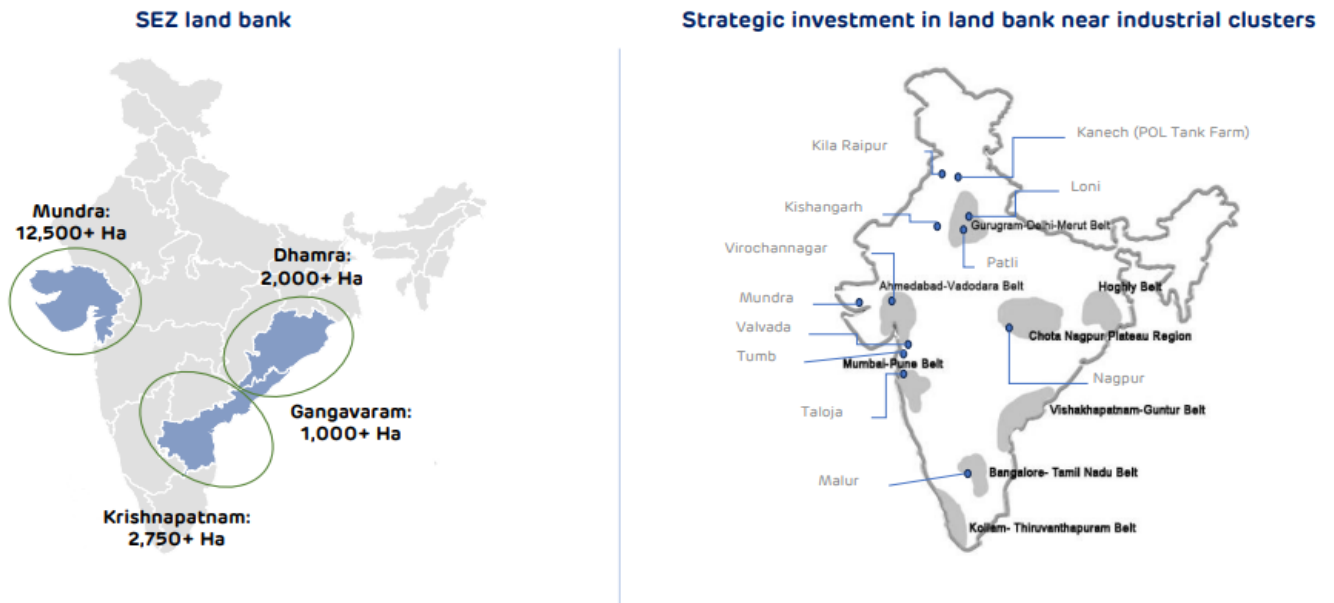 SEZ land bank
Mundra:
12,500+ Ha
Dhamra:
2,000+ Ha
Gangavaram:
1,000+ Ha
Krishnapatnam:
2,750+ Ha
Strategic investment in land bank near industrial clusters
Kila Raipur
Kanech (POL Tank Farm)
Loni
Kishangarh
Gurugram-Delhi-Merut Belt
Virochannagar
Patli
Ahmedabad-Vadodara Belt
Hoghly Belt
Mundra
Valvada
Chota Nagpur Plateau Region
Tumb
Mumbai-Pune Belt
Nagpur
Taloja
Vishakhapatnam-Guntur Belt
Malur
Bangalore- Tamil Nadu Belt
Kollam- Thiruvanthapuram Belt